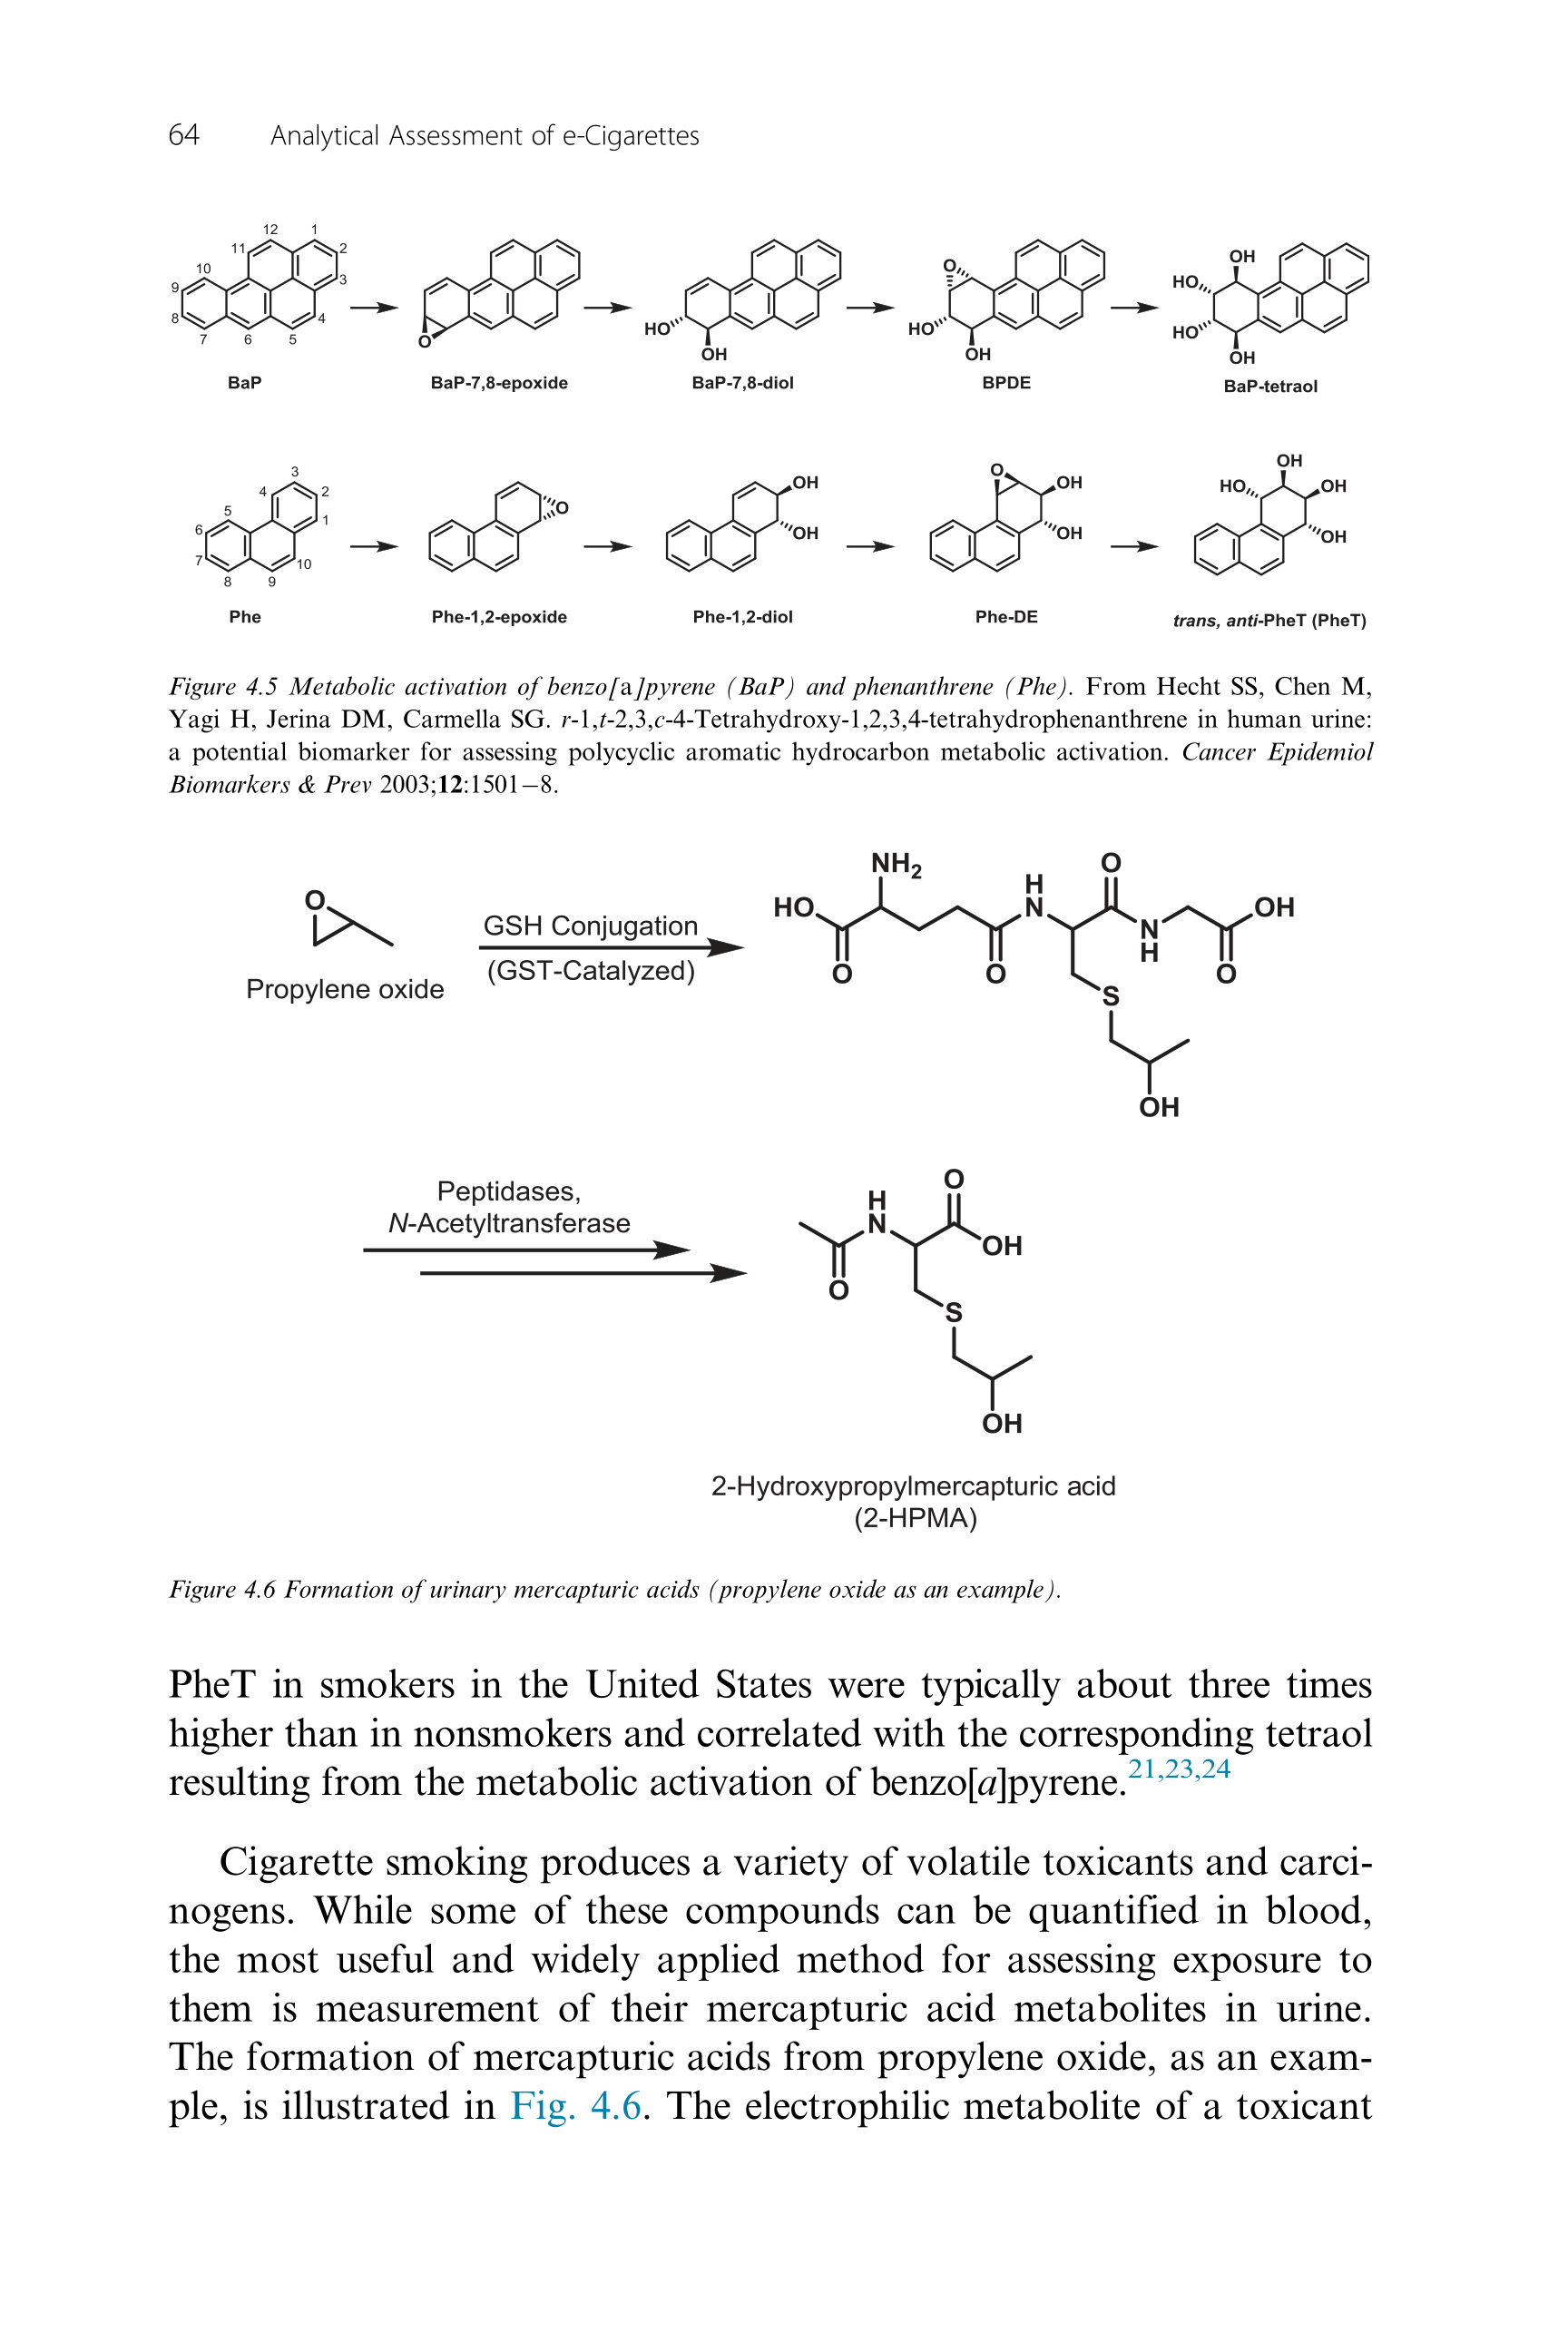 64 Analytical Assessment of e-Cigarettes
12 1
11 2
10 3
9
8 4
7 6 5
O
HO
OH
O
HO
OH
OH
HO
HO
OH
BaP BaP-7,8-epoxide BaP-7,8-diol BPDE BaP-tetraol
3
4 2
5 1
6
7 10
8 9
O
OH
OH
O
OH
OH
OH
HO OH
OH
Phe Phe-1,2-epoxide Phe-1,2-diol Phe-DE trans, anti-PheT (PheT)
Figure 4.5 Metabolic activation of benzo[a]pyrene (BaP) and phenanthrene (Phe). From Hecht SS, Chen M,
Yagi H, Jerina DM, Carmella SG. r-1,t-2,3,c-4-Tetrahydroxy-1,2,3,4-tetrahydrophenanthrene in human urine:
a potential biomarker for assessing polycyclic aromatic hydrocarbon metabolic activation. Cancer Epidemiol
Biomarkers & Prev 2003;12:1501–8.
O
Propylene oxide
GSH Conjugation
(GST-Catalyzed)
NH2 O
HO H N OH
N H
O O O
S
OH
Peptidases,
N-Acetyltransferase
O
H
N OH
O
S
OH
2-Hydroxypropylmercapturic acid
(2-HPMA)
Figure 4.6 Formation of urinary mercapturic acids (propylene oxide as an example).
PheT in smokers in the United States were typically about three times
higher than in nonsmokers and correlated with the corresponding tetraol
resulting from the metabolic activation of benzo[a]pyrene.21,23,24
Cigarette smoking produces a variety of volatile toxicants and carci-
nogens. While some of these compounds can be quantified in blood,
the most useful and widely applied method for assessing exposure to
them is measurement of their mercapturic acid metabolites in urine.
The formation of mercapturic acids from propylene oxide, as an exam-
ple, is illustrated in Fig. 4.6. The electrophilic metabolite of a toxicant